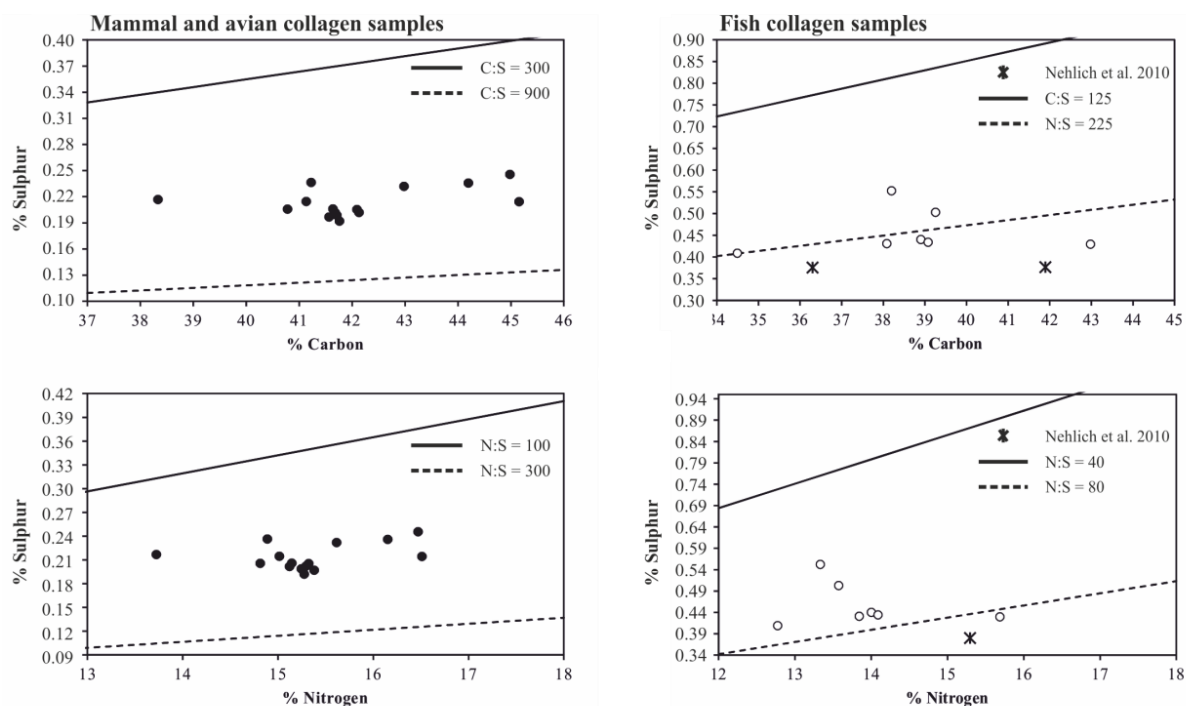 Mammal and avian collagen samples
0.40
0.37
0.34
0.31
0.28
0.25
0.22
0.19
0.16
0.13
0.10
% Sulphur
C:S = 300
C:S = 900
37 38 39 40 41 42 43 44 45 46
% Carbon
Fish collagen samples
0.90
0.85
0.80
0.75
0.70
0.65
0.60
0.55
0.50
0.45
0.40
0.35
0.30
% Sulphur
Nehlich et al. 2010
C:S = 125
N:S = 225
34 35 36 37 38 39 40 41 42 43 44 45
% Carbon
0.42
0.39
0.36
0.33
0.30
0.27
0.24
0.21
0.18
0.15
0.12
0.09
% Sulphur
N:S = 100
N:S = 300
13 14 15 16 17 18
% Nitrogen
0.94
0.89
0.84
0.79
0.74
0.69
0.64
0.59
0.54
0.49
0.44
0.39
0.34
% Sulphur
Nehlich et al. 2010
N:S = 40
N:S = 80
12 13 14 15 16 17 18
% Nitrogen